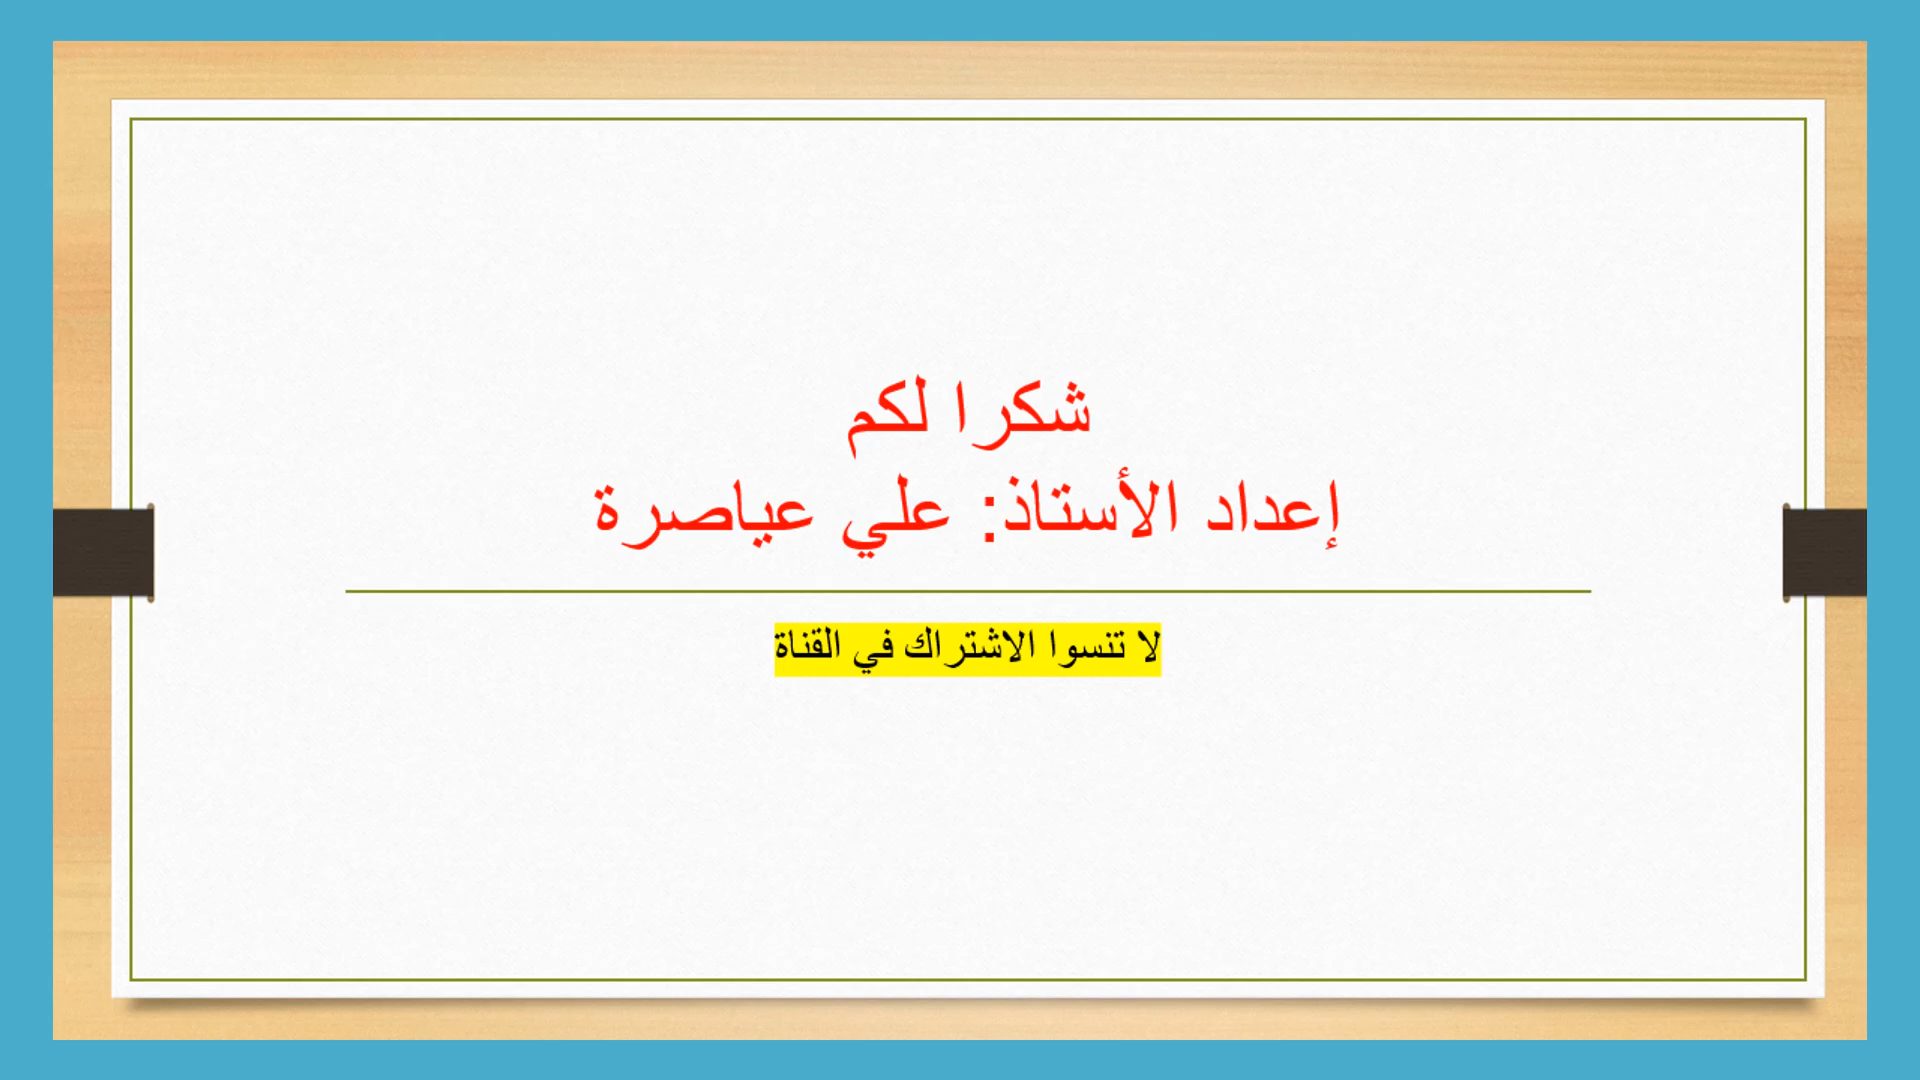 شكرا لكم
إعداد الأستاذ: علي عياصرة
لا تنسوا الاشتراك في القناة